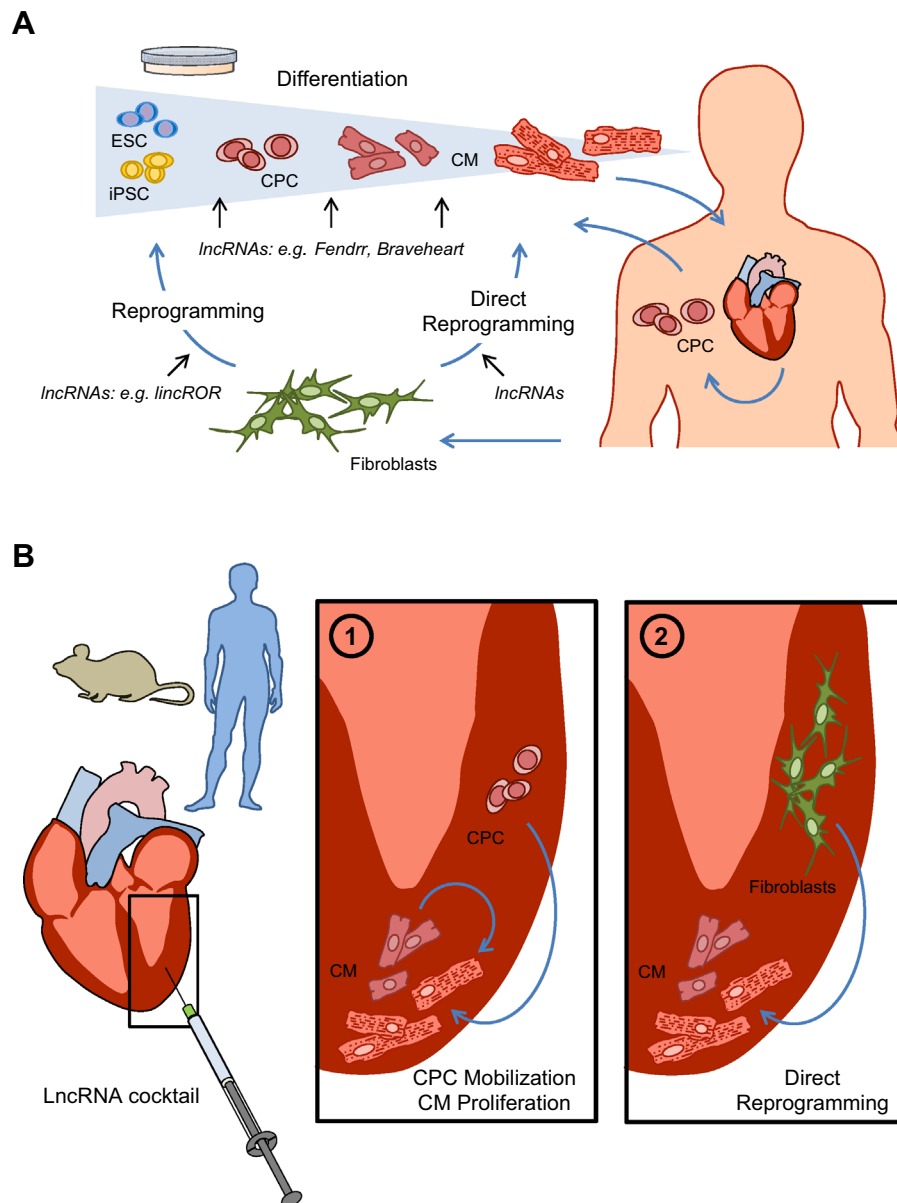 A
Differentiation
ESC
iPSC
CPC
CM
lncRNAs: e.g. Fendrr, Braveheart
Reprogramming
Direct
Reprogramming
CPC
lncRNAs: e.g. lincROR
lncRNAs
Fibroblasts
B
1
2
CPC
Fibroblasts
CM
CM
LncRNA cocktail
CPC Mobilization
CM Proliferation
Direct
Reprogramming